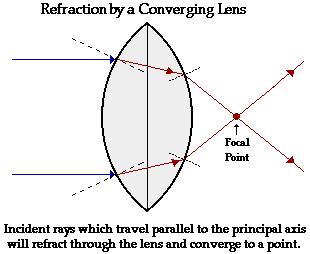 Refraction by a Converging Lens
Focal
Point
Incident rays which travel parallel to the principal axis
will refract through the lens and converge to a point.